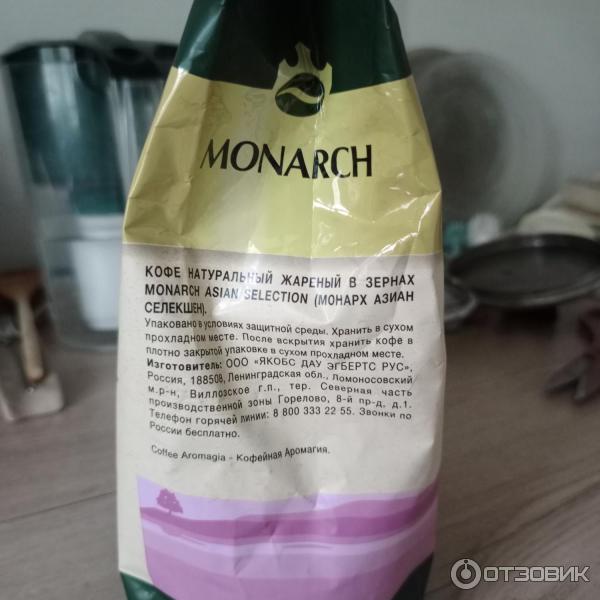 MONARCH
КОФЕ НАТУРАЛЬНЫЙ ЖАРЕНЫЙ В ЗЕРНАХ
MONARCH ASIAN SELECTION (МОНАРХ АЗИАН
СЕЛЕКШЕН).
Упаковано в условиях защитной среды. Хранить в сухом
прохладном месте. После вскрытия хранить кофе в
плотно закрытой упаковке в сухом прохладном месте.
Изготовитель: ООО «ЯКОБС ДАУ ЭГБЕРТС РУС»,
Россия, 188508, Ленинградская обл., Ломоносовский
м.р-н, Виллозское г.п., тер. Северная часть
производственной зоны Горелово, 8-й пр-д, д.1.
Телефон горячей линии: 8 800 333 22 55. Звонки по
России бесплатно.
Coffee Aromagia - Кофейная Аромагия.
ОТЗОВИК